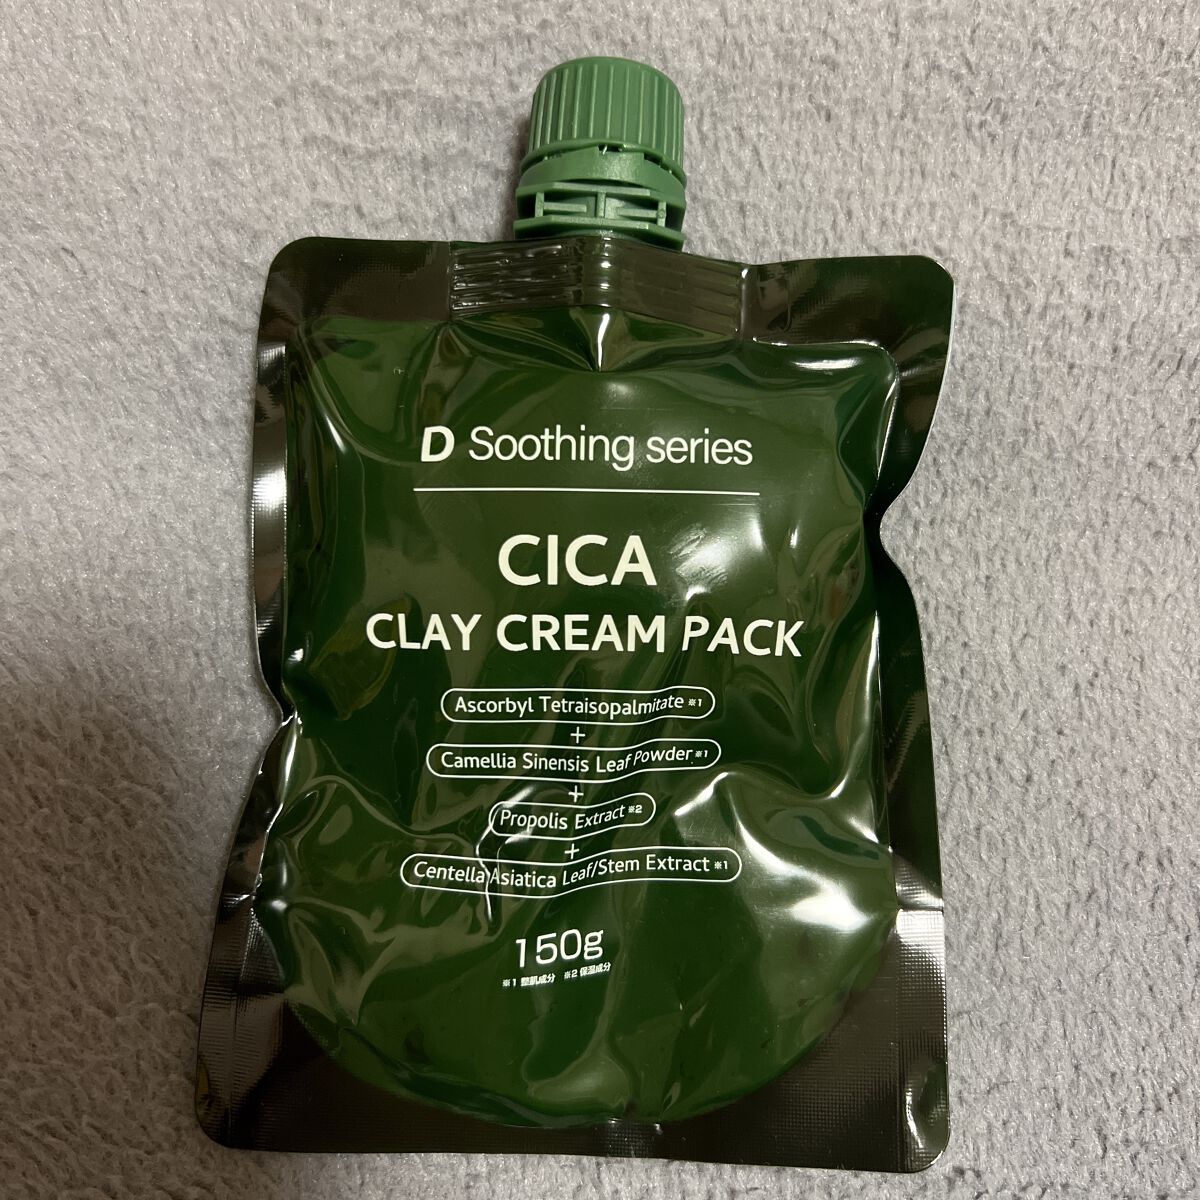 D Soothing series
CICA
CLAY CREAM PACK
Ascorbyl Tetraisopalmitate ※1
+
Camellia Sinensis Leaf Powder ※1
+
Propolis Extract ※2
+
Centella Asiatica Leaf/Stem Extract ※1
150g
※1 整肌成分 ※2 保湿成分